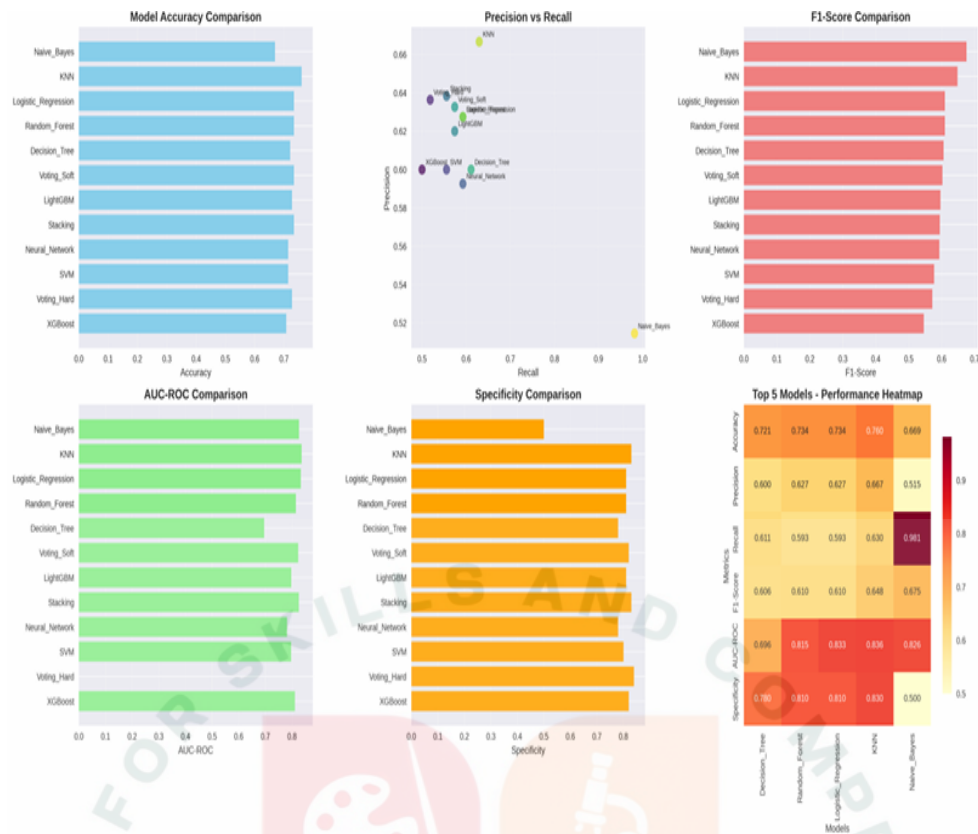 Model Accuracy Comparison
Naive_Bayes
KNN
Logistic_Regression
Random_Forest
Decision_Tree
Voting_Soft
LightGBM
Stacking
Neural_Network
SVM
Voting_Hard
XGBoost
0.0 0.1 0.2 0.3 0.4 0.5 0.6 0.7
Accuracy
Precision vs Recall
Precision
0.66
0.64
0.62
0.60
0.58
0.56
0.54
0.52
KNN
Stacking
Voting_Soft
LightGBM
XGBoost SVM Decision_Tree
Neural_Network
Naive_Bayes
0.5 0.6 0.7 0.8 0.9 1.0
Recall
F1-Score Comparison
Naive_Bayes
KNN
Logistic_Regression
Random_Forest
Decision_Tree
Voting_Soft
LightGBM
Stacking
Neural_Network
SVM
Voting_Hard
XGBoost
0.0 0.1 0.2 0.3 0.4 0.5 0.6 0.7
F1-Score
AUC-ROC Comparison
Naive_Bayes
KNN
Logistic_Regression
Random_Forest
Decision_Tree
Voting_Soft
LightGBM
Stacking
Neural_Network
SVM
Voting_Hard
XGBoost
0.0 0.1 0.2 0.3 0.4 0.5 0.6 0.7 0.8
AUC-ROC
Specificity Comparison
Naive_Bayes
KNN
Logistic_Regression
Random_Forest
Decision_Tree
Voting_Soft
LightGBM
Stacking
Neural_Network
SVM
Voting_Hard
XGBoost
0.0 0.1 0.2 0.3 0.4 0.5 0.6 0.7 0.8
Specificity
Top 5 Models - Performance Heatmap
Metrics
Accuracy 0.721 0.734 0.734 0.760 0.669
Precision 0.600 0.627 0.627 0.667 0.515
Recall 0.611 0.593 0.593 0.630 0.981
F1-Score 0.606 0.610 0.610 0.648 0.675
AUC-ROC 0.696 0.815 0.833 0.836 0.826
Specificity 0.780 0.810 0.810 0.830 0.500
Decision_Tree Random_Forest Logistic_Regression KNN Naive_Bayes
Models
0.9
0.8
0.7
0.6
0.5
FOR SKILLS AND